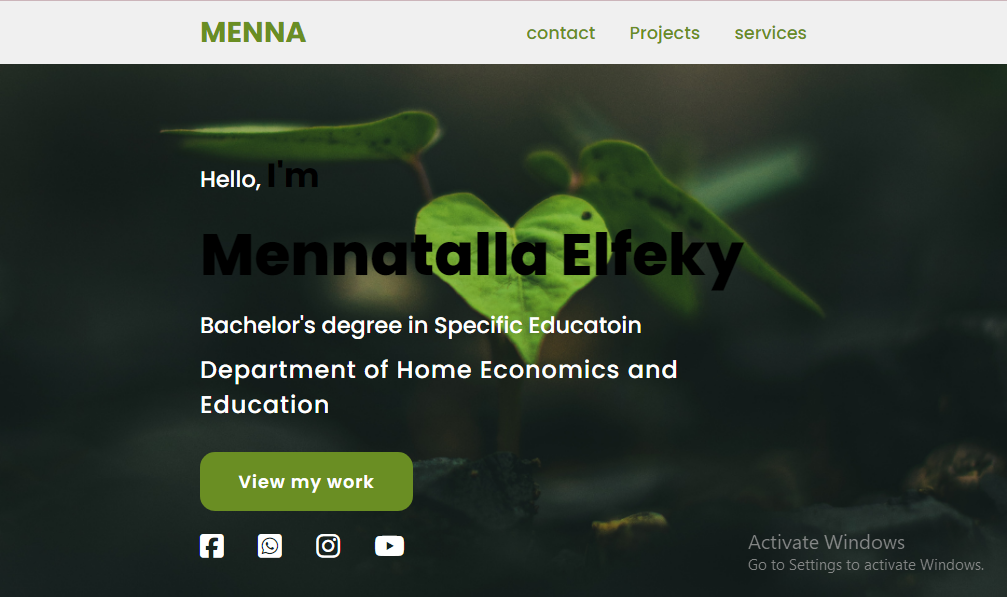 MENNA
contact Projects services
Hello, I'm
Mennatalla Elfeky
Bachelor's degree in Specific Educatoin
Department of Home Economics and
Education
View my work
Activate Windows
Go to Settings to activate Windows.